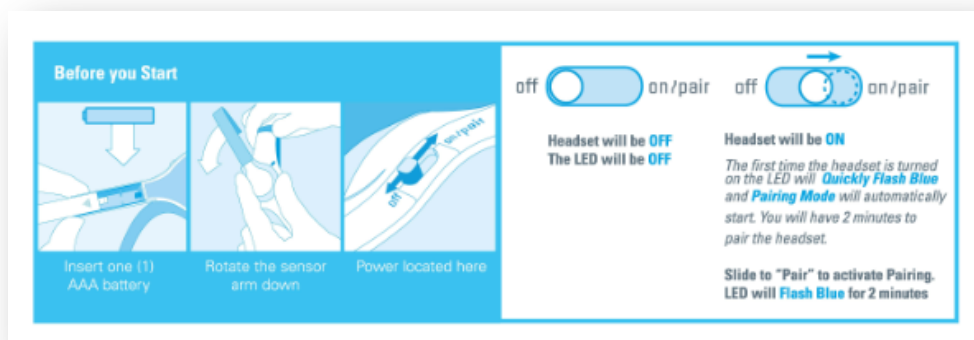 Before you Start
Insert one (1)
AAA battery
Rotate the sensor
arm down
off
on/pair
Power located here
off
on/pair
Headset will be OFF
The LED will be OFF
off
on/pair
Headset will be ON
The first time the headset is turned
on the LED will Quickly Flash Blue
and Pairing Mode will automatically
start. You will have 2 minutes to
pair the headset.
Slide to "Pair" to activate Pairing.
LED will Flash Blue for 2 minutes